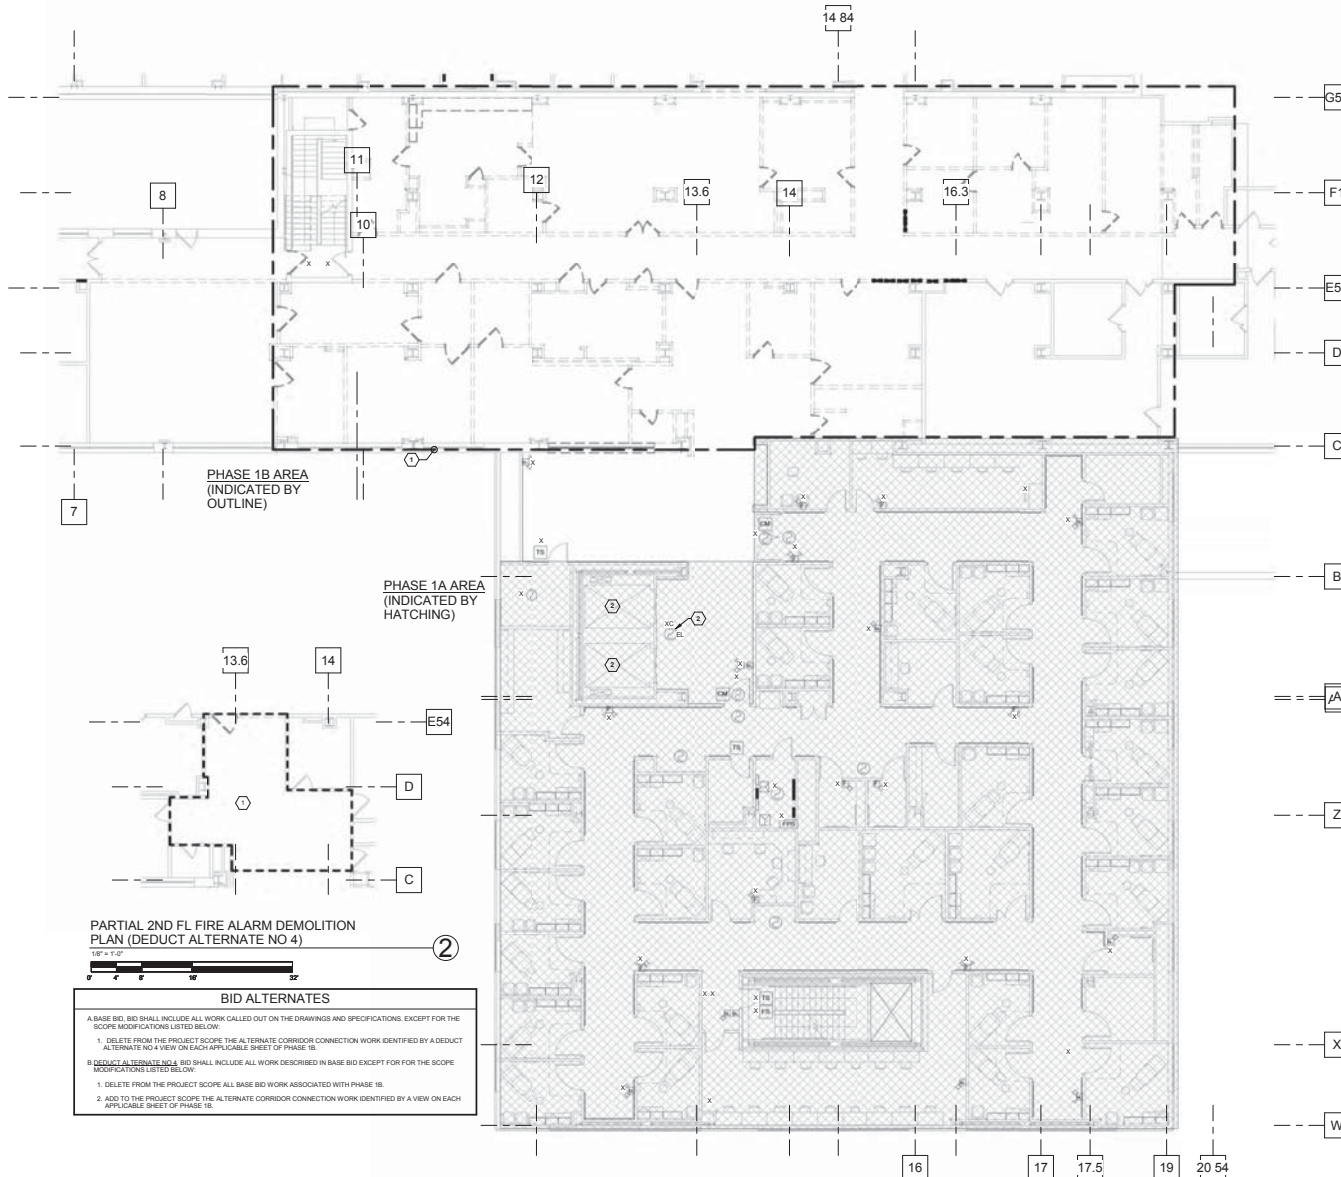 14 84
G5
11
12
8
13.6
14
16.3
F1
10
X X
E5
D
C
1
PHASE 1B AREA
(INDICATED BY
OUTLINE)
7
X
X
X
X
X
CM
X
X
X
TS
PHASE 1A AREA
(INDICATED BY
HATCHING)
B
X
2
2
XC
EL
X
2
X
X
CM
A
X
X
13.6
14
E54
TS
D
1
X
X
X
Z
X
FPS
C
X
PARTIAL 2ND FL FIRE ALARM DEMOLITION
PLAN (DEDUCT ALTERNATE NO 4)
2
1/8" = 1'-0"
0' 4' 8' 16' 32'
X
X
X
BID ALTERNATES
A. BASE BID, BID SHALL INCLUDE ALL WORK CALLED OUT ON THE DRAWINGS AND SPECIFICATIONS. EXCEPT FOR THE
SCOPE MODIFICATIONS LISTED BELOW:
1. DELETE FROM THE PROJECT SCOPE THE ALTERNATE CORRIDOR CONNECTION WORK IDENTIFIED BY A DEDUCT
ALTERNATE NO 4 VIEW ON EACH APPLICABLE SHEET OF PHASE 1B.
B. DEDUCT ALTERNATE NO 4 BID SHALL INCLUDE ALL WORK DESCRIBED IN BASE BID EXCEPT FOR FOR THE SCOPE
MODIFICATIONS LISTED BELOW:
1. DELETE FROM THE PROJECT SCOPE ALL BASE BID WORK ASSOCIATED WITH PHASE 1B.
2. ADD TO THE PROJECT SCOPE THE ALTERNATE CORRIDOR CONNECTION WORK IDENTIFIED BY A VIEW ON EACH
APPLICABLE SHEET OF PHASE 1B.
X X
X TS
X FS
X
X
X
X
W
16
17
17.5
19
20 54